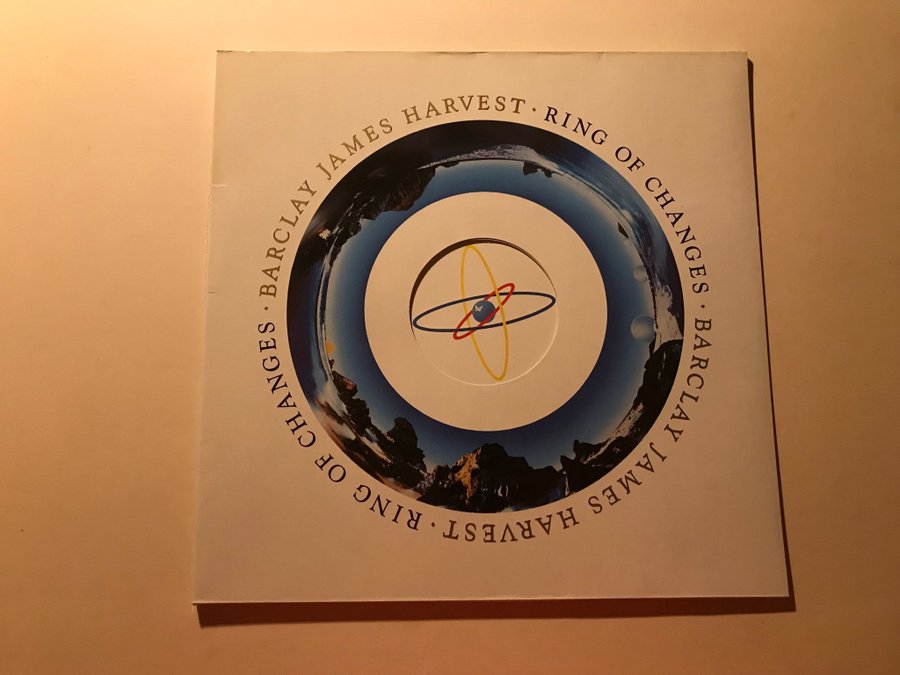 BARCLAY JAMES HARVEST · RING OF CHANGES · BARCLAY JAMES HARVEST · RING OF CHANGES ·